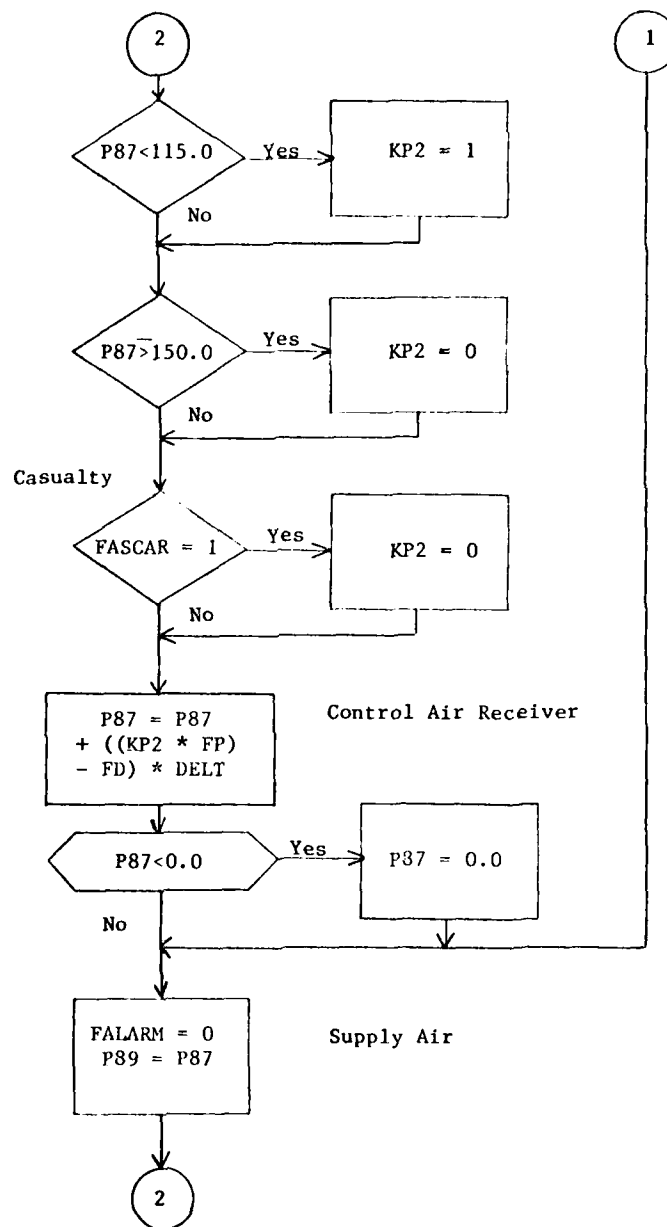 2
1
P87<115.0
Yes
KP2 = 1
No
P87>150.0
Yes
KP2 = 0
No
Casualty
FASCAR = 1
Yes
KP2 = 0
No
P87 = P87
+ ((KP2 * FP)
- FD) * DELT
Control Air Receiver
P87<0.0
Yes
P87 = 0.0
No
FALARM = 0
P89 = P87
Supply Air
2